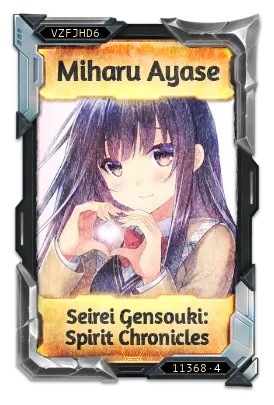 VZFJHD6
Miharu Ayase
Seirei Gensouki:
Spirit Chronicles
11368·4